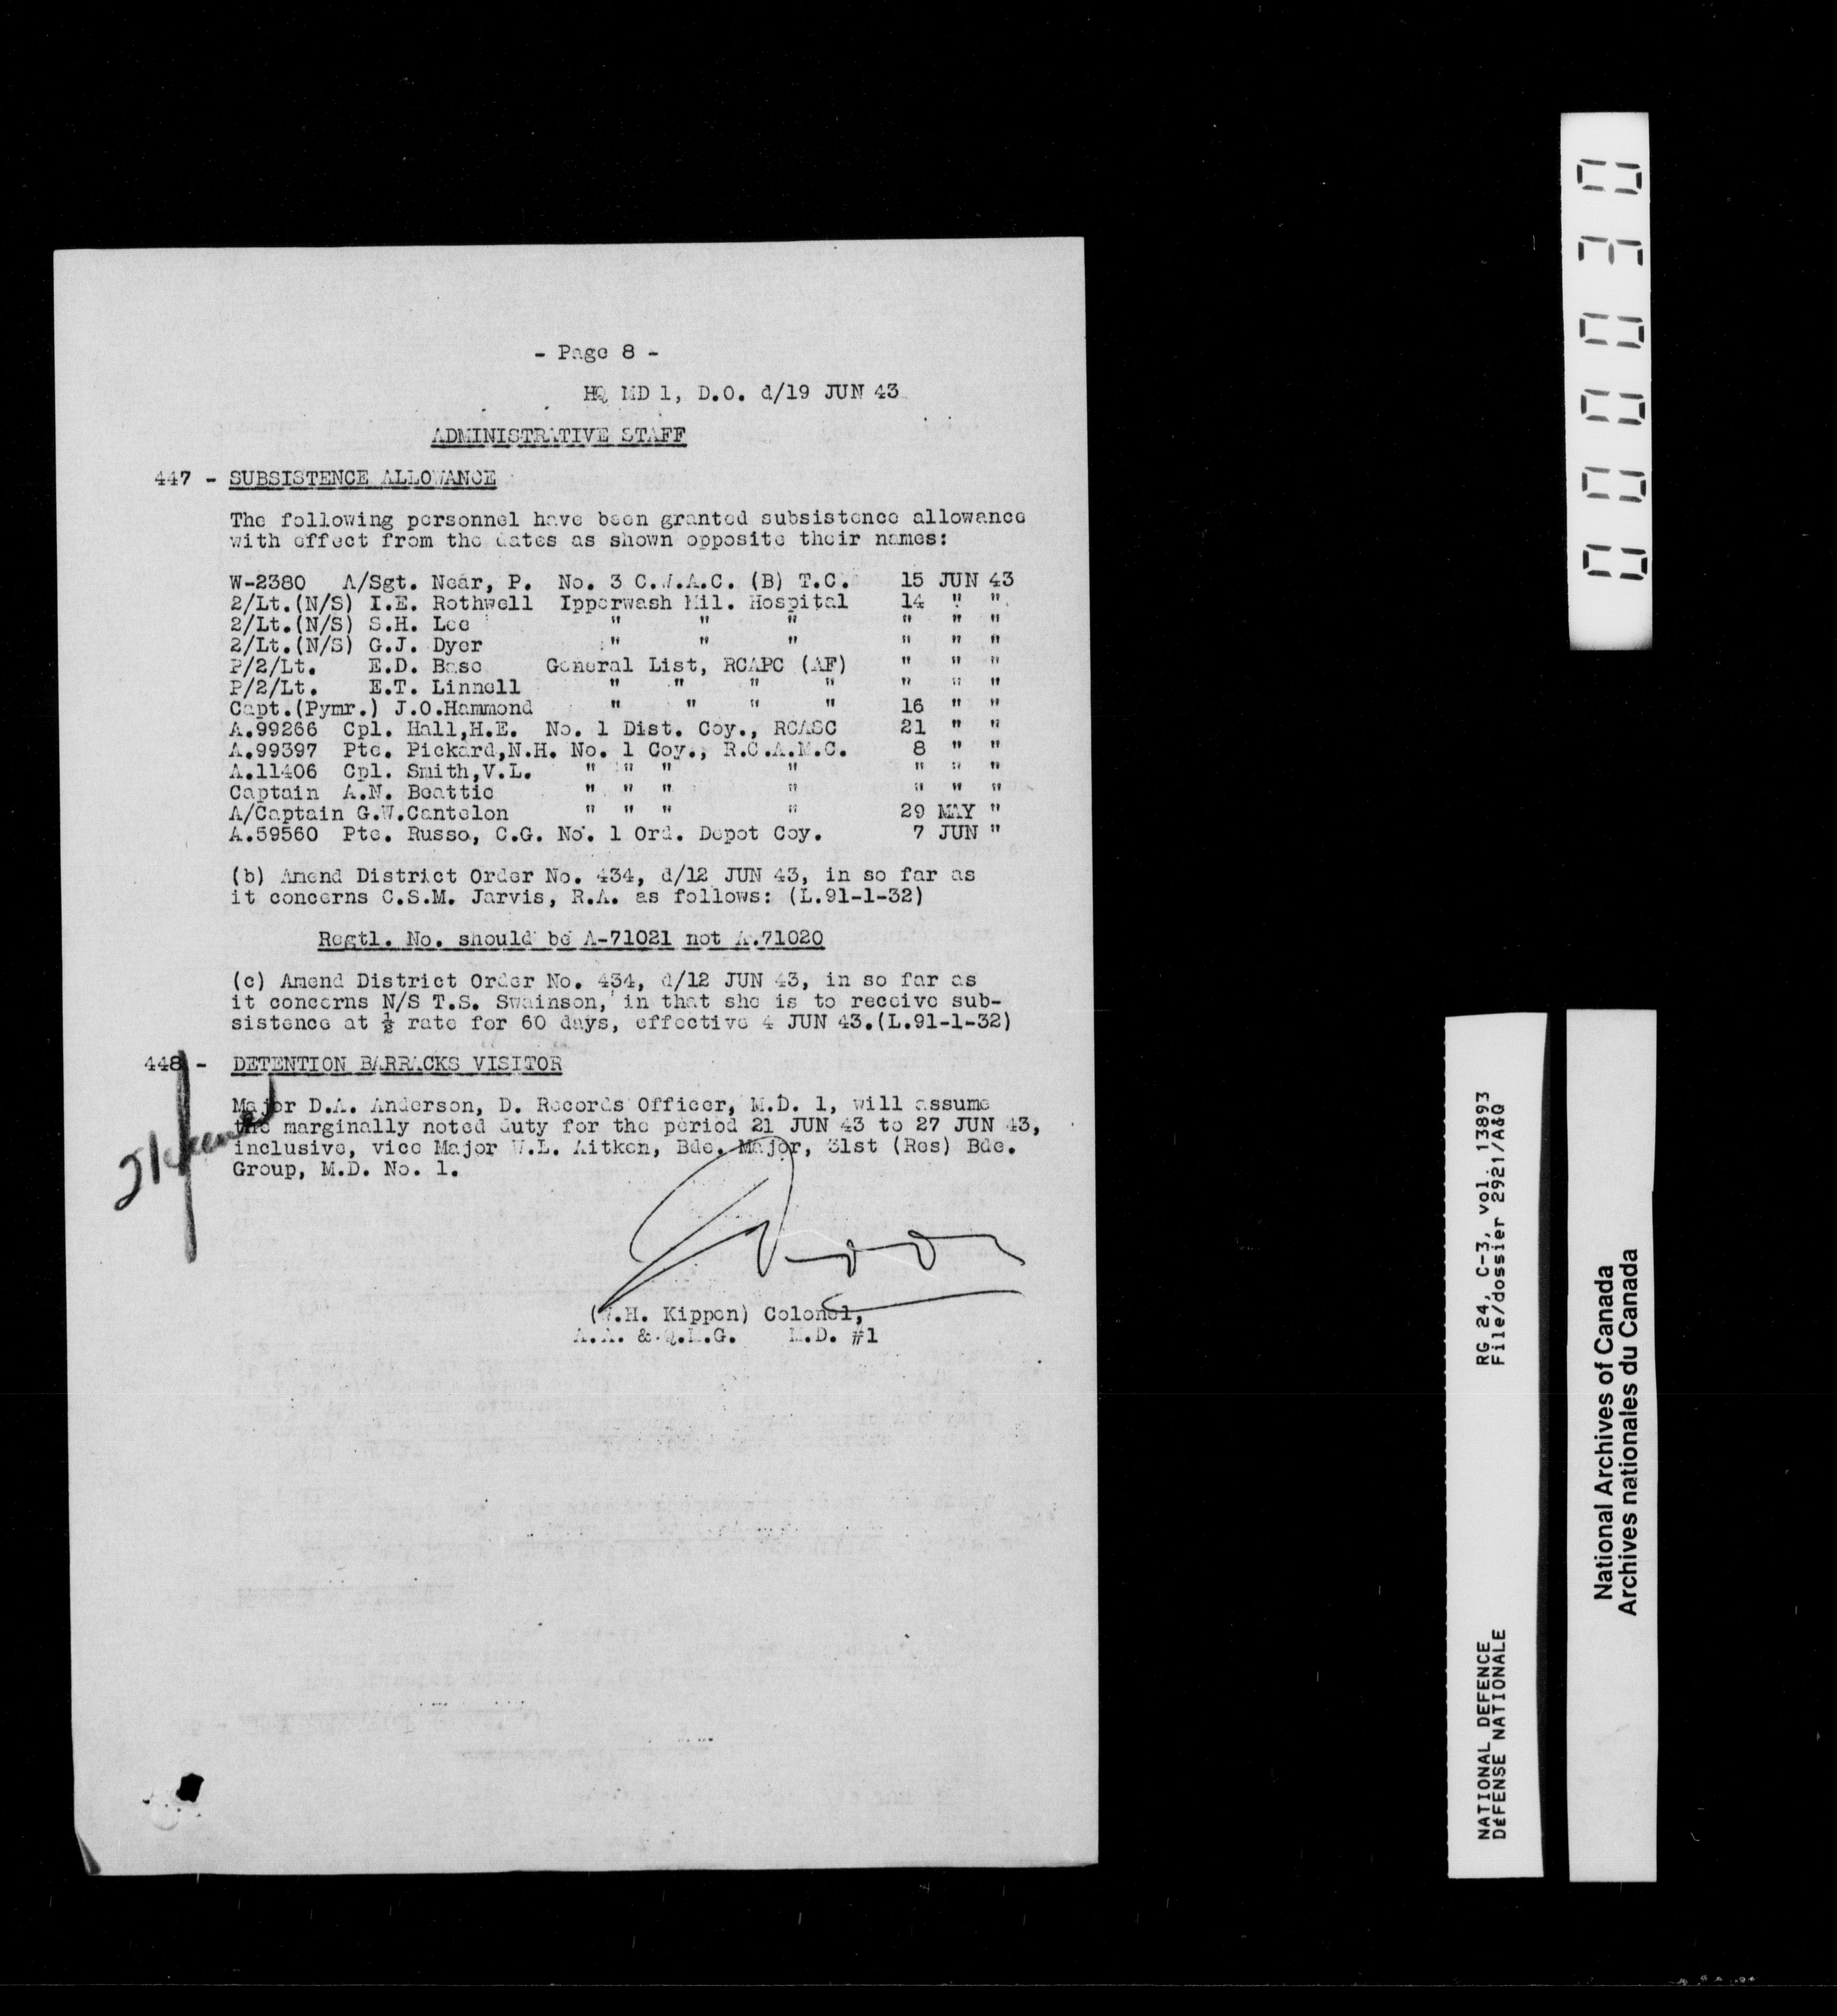 - Page 8 -
HQ MD 1, D.O. d/19 JUN 43
ADMINISTRATIVE STAFF
447 - SUBSISTENCE ALLOWANCE
The following personnel have been granted subsistence allowance
with effect from the dates as shown opposite their names:
W-2380 A/Sgt. Near, P. No. 3 C.W.A.C. (B) T.C. 15 JUN 43
2/Lt.(N/S) I.E. Rothwell Ipperwash Mil. Hospital 14 " "
2/Lt.(N/S) S.H. Lee " " " " " "
2/Lt.(N/S) G.J. Dyer " " " " " "
P/2/Lt. E.D. Base General List, RCAPC (AF) " " "
P/2/Lt. E.T. Linnell " " " " " " "
Capt.(Pymr.) J.O.Hammond " " " " 16 " "
A.99266 Cpl. Hall,H.E. No. 1 Dist. Coy., RCASC 21 " "
A.99397 Pte. Pickard,N.H. No. 1 Coy., R.C.A.M.C. 8 " "
A.11406 Cpl. Smith,V.L. " " " " " " "
Captain A.N. Beattie " " " " " " "
A/Captain G.W.Cantelon " " " " 29 MAY "
A.59560 Pte. Russo, C.G. No. 1 Ord. Depot Coy. 7 JUN "
(b) Amend District Order No. 434, d/12 JUN 43, in so far as
it concerns C.S.M. Jarvis, R.A. as follows: (L.91-1-32)
Regtl. No. should be A-71021 not A.71020
(c) Amend District Order No. 434, d/12 JUN 43, in so far as
it concerns N/S T.S. Swainson, in that she is to receive sub-
sistence at ½ rate for 60 days, effective 4 JUN 43.(L.91-1-32)
448 - DETENTION BARRACKS VISITOR
Major D.A. Anderson, D. Records Officer, M.D. 1, will assume
the marginally noted duty for the period 21 JUN 43 to 27 JUN 43,
inclusive, vice Major W.L. Aitken, Bde. Major, 31st (Res) Bde.
Group, M.D. No. 1.
(W.H. Kippen) Colonel,
A.A. & Q.M.G. M.D. #1
RG 24, C-3, vol. 13893
File/dossier 2921/A&Q
NATIONAL DEFENCE
DÉFENSE NATIONALE
National Archives of Canada
Archives nationales du Canada